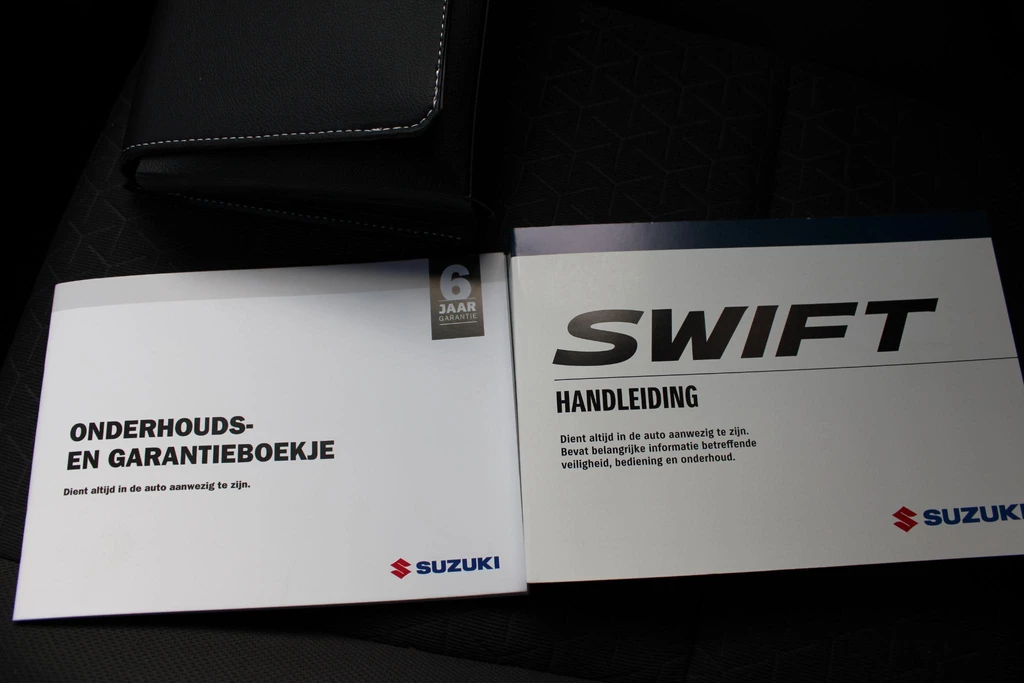 6
JAAR
GARANTIE
ONDERHOUDS-
EN GARANTIEBOEKJE
Dient altijd in de auto aanwezig te zijn.
SUZUKI
SWIFT
HANDLEIDING
Dient altijd in de auto aanwezig te zijn.
Bevat belangrijke informatie betreffende
veiligheid, bediening en onderhoud.
SUZUKI